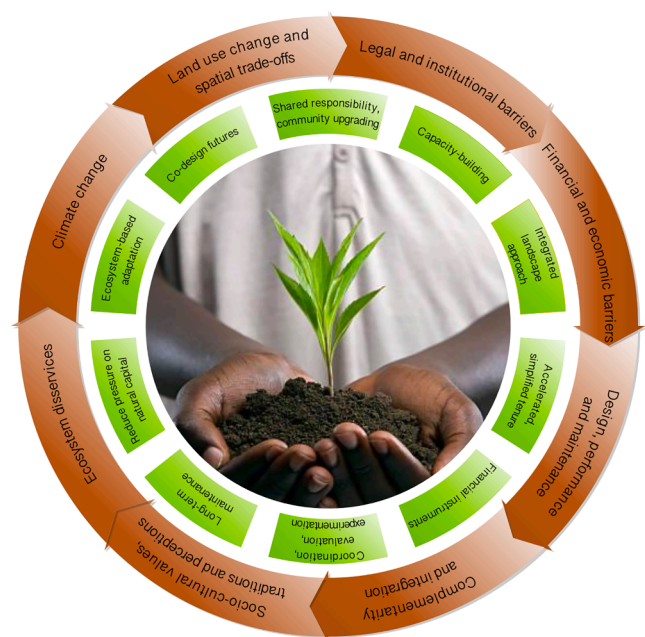 Land use change and
spatial trade-offs
Legal and institutional barriers
Financial and economic barriers
Design, performance
and maintenance
Complementarity
and integration
Socio-cultural values,
traditions and perceptions
Ecosystem disservices
Climate change
Shared responsibility,
community upgrading
Capacity-building
Integrated
landscape
approach
Accelerated,
simplified tenure
Financial instruments
Coordination,
evaluation,
experimentation
Long-term
maintenance
Reduce pressure on
natural capital
Ecosystem-based
adaptation
Co-design futures